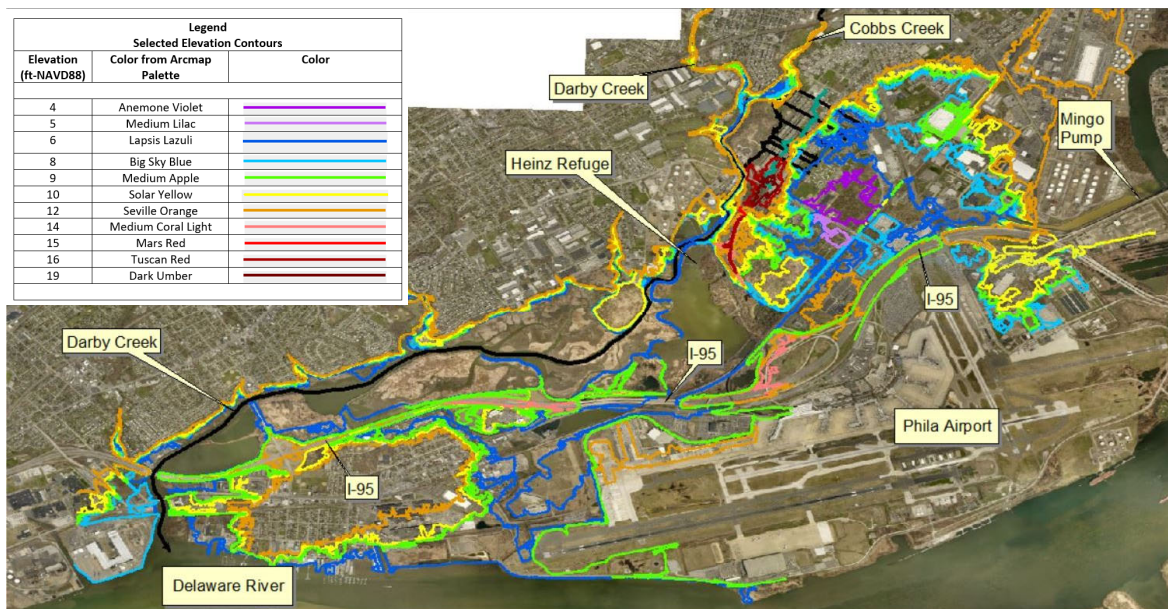 Legend
Selected Elevation Contours
Elevation
(ft-NAVD88)
Color from Arcmap
Palette
Color
4 Anemone Violet
5 Medium Lilac
6 Lapsis Lazuli
8 Big Sky Blue
9 Medium Apple
10 Solar Yellow
12 Seville Orange
14 Medium Coral Light
15 Mars Red
16 Tuscan Red
19 Dark Umber
Cobbs Creek
Darby Creek
Mingo
Pump
Heinz Refuge
I-95
Darby Creek
I-95
Phila Airport
I-95
Delaware River